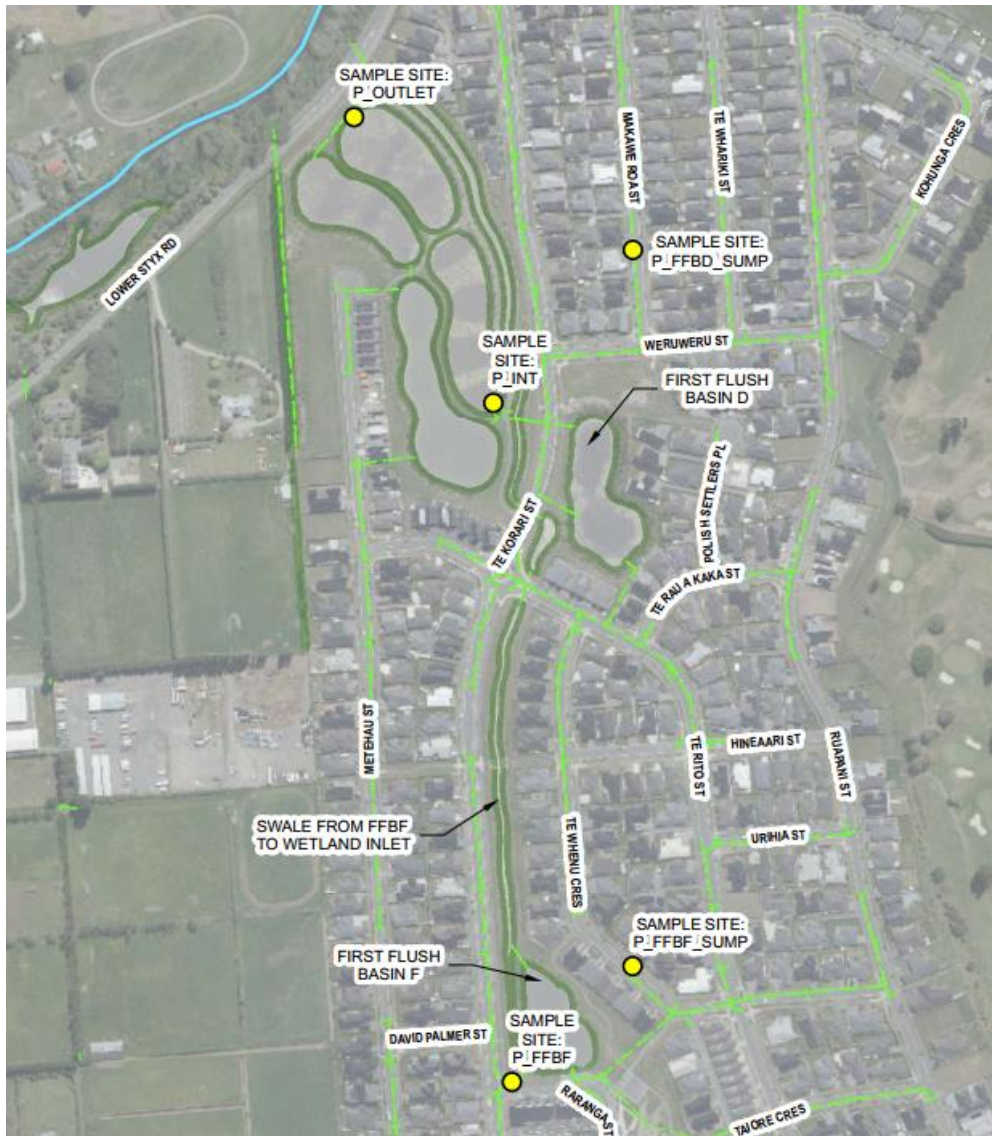 SAMPLE SITE:
P_OUTLET
MAKAWE ROA ST
TE WHARIKI ST
KOHUNGA CRES
SAMPLE SITE:
P_FFBD_SUMP
LOWER STYX RD
WERUWERU ST
SAMPLE
SITE:
P_INT
FIRST FLUSH
BASIN D
POLISH SETTLERS PL
TE KORARI ST
TE RAU A KAKA ST
METEHAU ST
HINEAARI ST
TE RITO ST
RUAPANI ST
SWALE FROM FFBF
TO WETLAND INLET
TE WHENU CRES
URIHIA ST
SAMPLE SITE:
P_FFBF_SUMP
FIRST FLUSH
BASIN F
SAMPLE
SITE:
P_FFBF
DAVID PALMER ST
RARANGA ST
TAIORE CRES